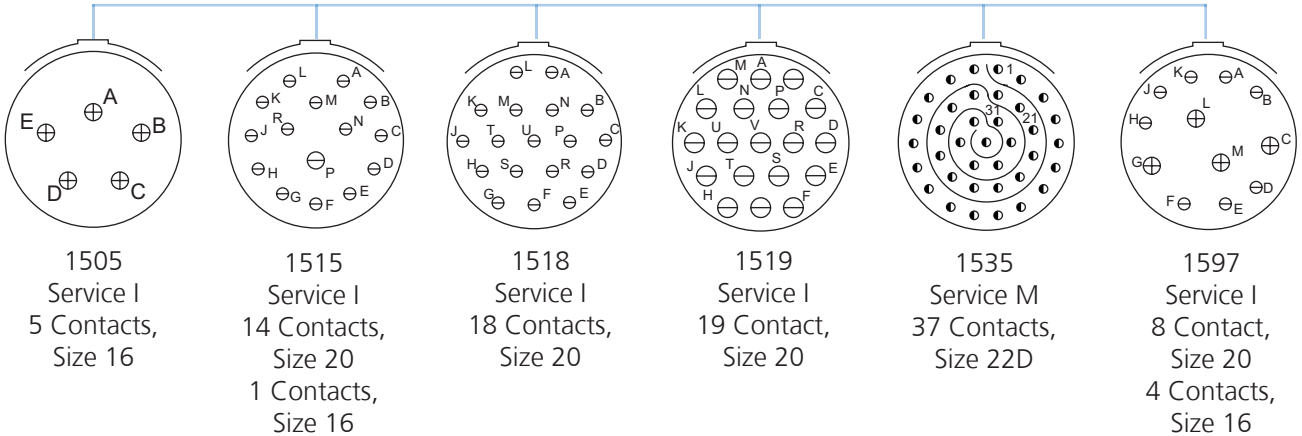 A
E
B
D
C
L
A
K
M
B
R
N
J
C
H
P
D
G
F
E
L
A
K
M
N
B
J
T
U
P
C
H
S
R
D
G
F
E
M
A
L
N
P
C
K
U
V
R
D
J
T
S
E
H
F
1
31
21
K
A
J
B
L
H
C
G
M
D
F
E
1505
Service I
5 Contacts,
Size 16
1515
Service I
14 Contacts,
Size 20
1 Contacts,
Size 16
1518
Service I
18 Contacts,
Size 20
1519
Service I
19 Contact,
Size 20
1535
Service M
37 Contacts,
Size 22D
1597
Service I
8 Contact,
Size 20
4 Contacts,
Size 16